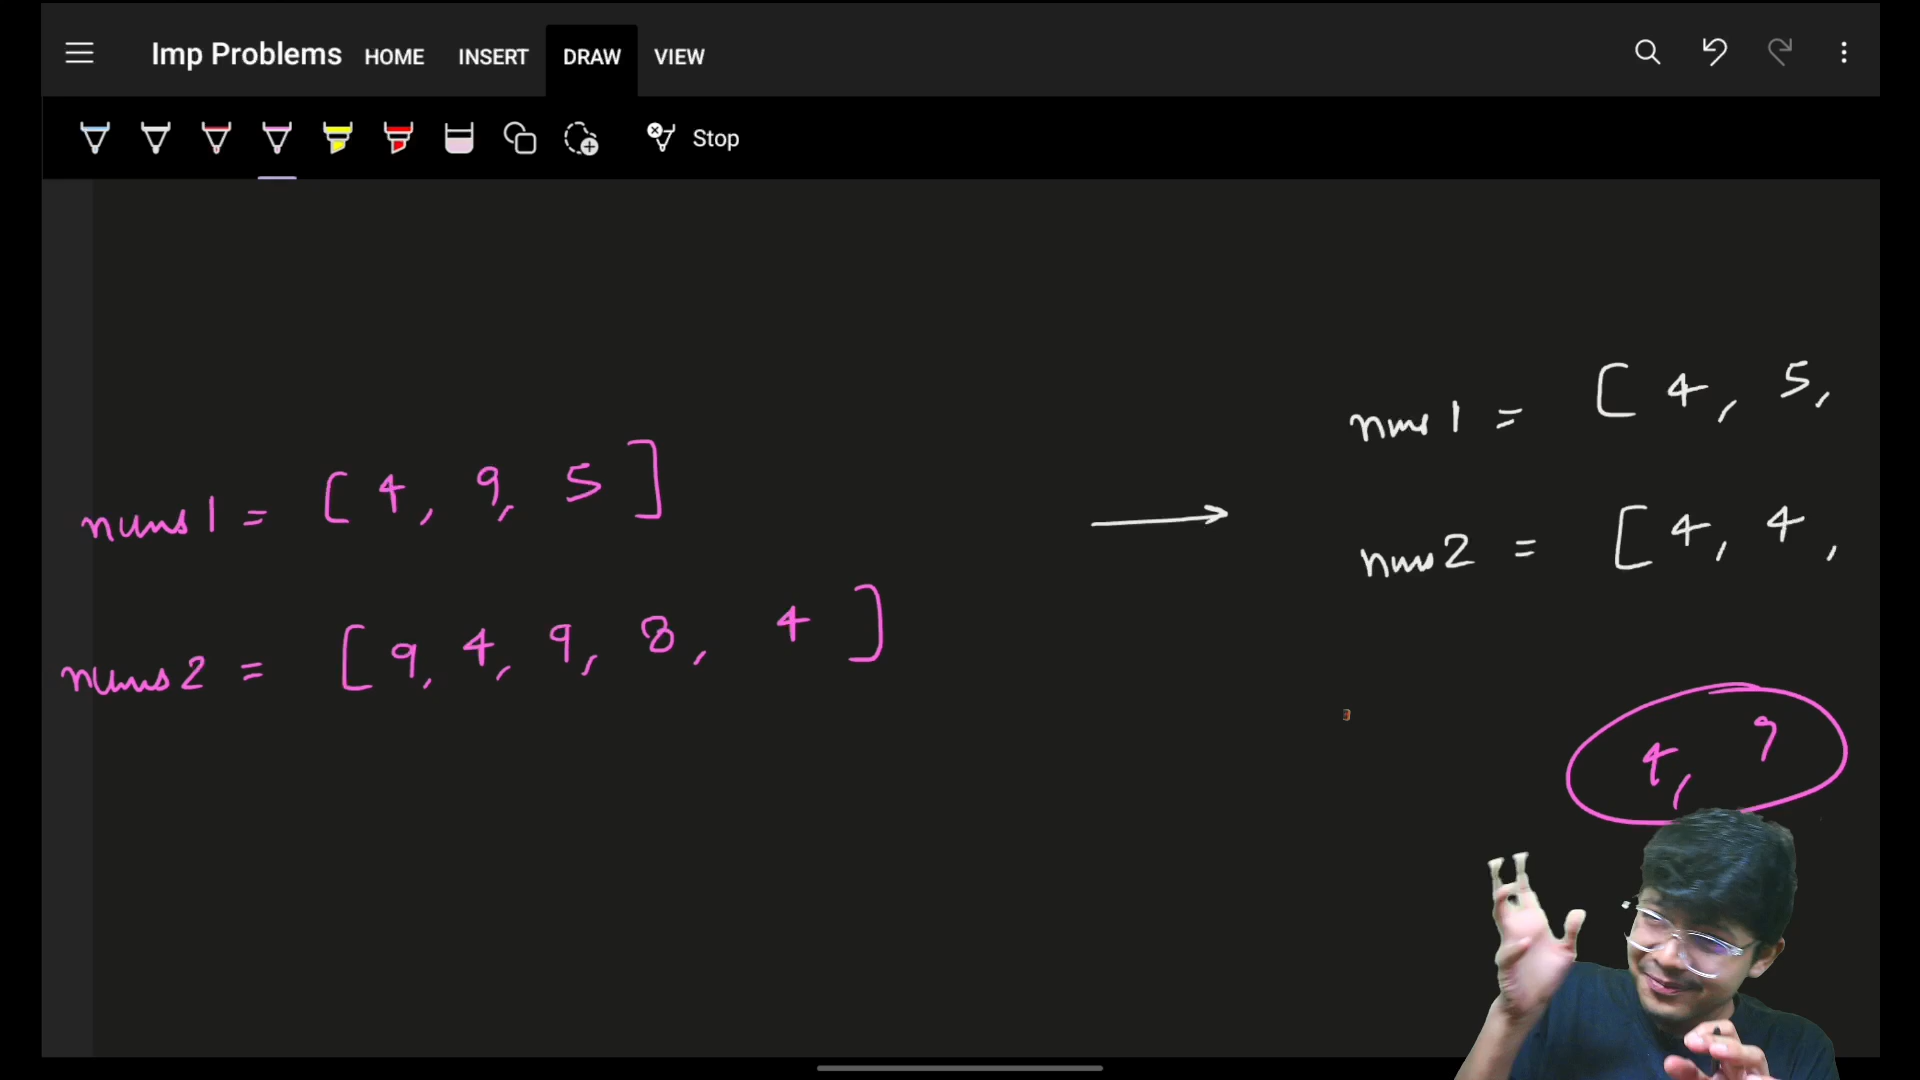 Imp Problems HOME INSERT DRAW VIEW
Stop
nums1 = [ 4, 9, 5 ]
nums2 = [ 9, 4, 9, 8, 4 ]
nums1 = [ 4, 5,
nums2 = [ 4, 4,
4, 9